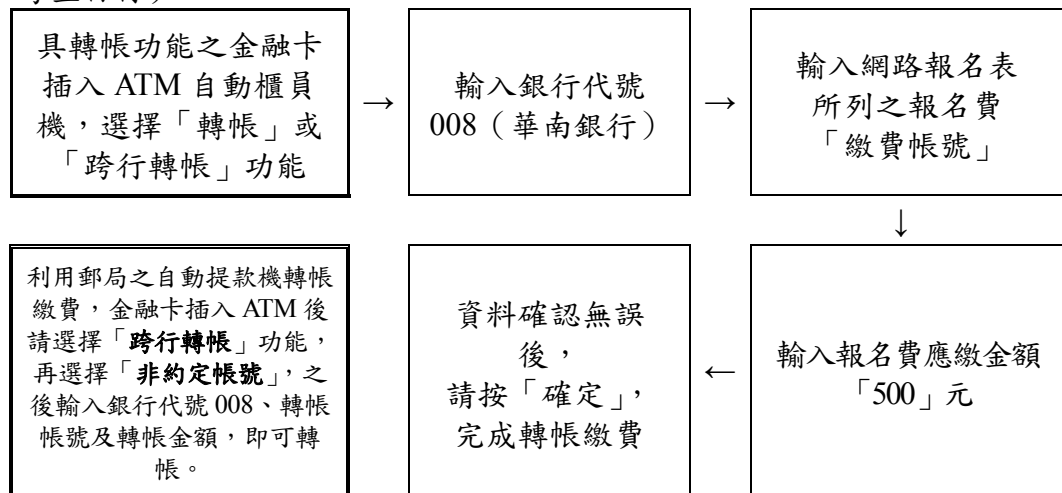 具轉帳功能之金融卡
插入 ATM 自動櫃員
機，選擇「轉帳」或
「跨行轉帳」功能
→
輸入銀行代號
008（華南銀行）
→
輸入網路報名表
所列之報名費
「繳費帳號」
↓
輸入報名費應繳金額
「500」元
←
資料確認無誤
後，
請按「確定」，
完成轉帳繳費
利用郵局之自動提款機轉帳
繳費，金融卡插入 ATM 後
請選擇「跨行轉帳」功能，
再選擇「非約定帳號」，之
後輸入銀行代號 008、轉帳
帳號及轉帳金額，即可轉
帳。